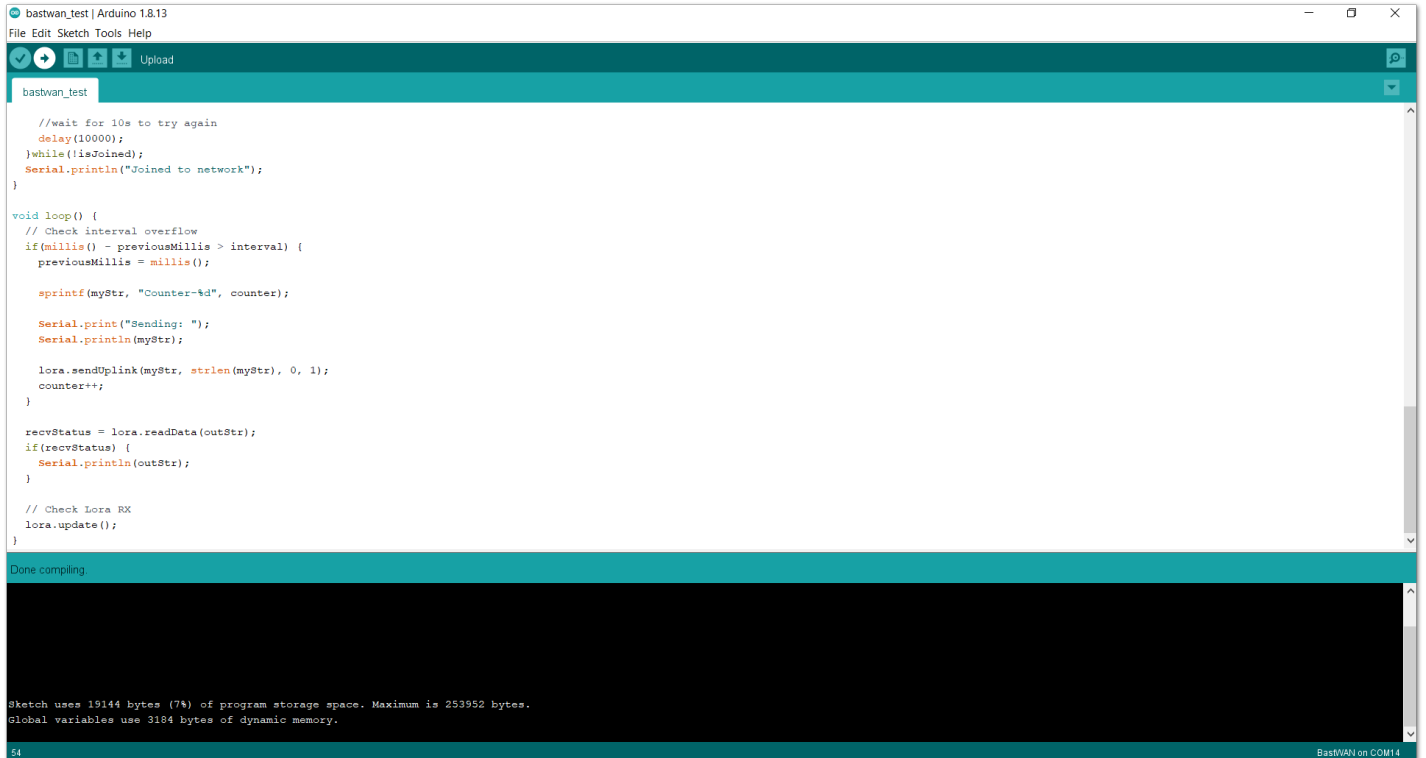 bastwan_test | Arduino 1.8.13
File Edit Sketch Tools Help
Upload
bastwan_test
//wait for 10s to try again
delay(10000);
}while(!isJoined);
Serial.println("Joined to network");
}
void loop() {
// Check interval overflow
if(millis() - previousMillis > interval) {
previousMillis = millis();
sprintf(myStr, "Counter-%d", counter);
Serial.print("Sending: ");
Serial.println(myStr);
lora.sendUplink(myStr, strlen(myStr), 0, 1);
counter++;
}
recvStatus = lora.readData(outStr);
if(recvStatus) {
Serial.println(outStr);
}
// Check Lora RX
lora.update();
}
Done compiling.
Sketch uses 19144 bytes (7%) of program storage space. Maximum is 253952 bytes.
Global variables use 3184 bytes of dynamic memory.
54
BastWAN on COM14